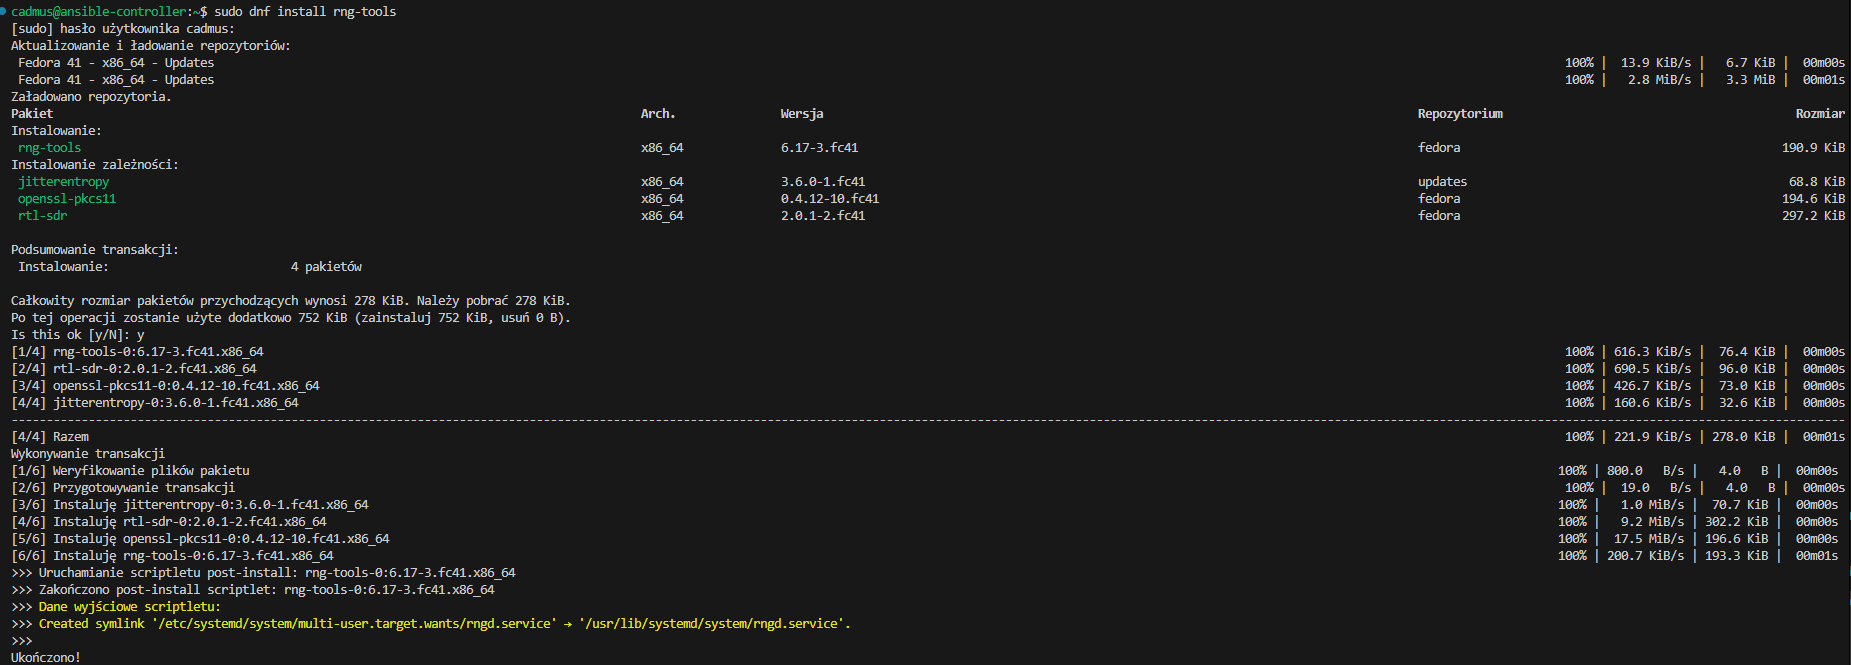 cadmus@ansible-controller:~$ sudo dnf install rng-tools
[sudo] hasło użytkownika cadmus:
Aktualizowanie i ładowanie repozytoriów:
Fedora 41 - x86_64 - Updates 100% | 13.9 KiB/s | 6.7 KiB | 00m00s
Fedora 41 - x86_64 - Updates 100% | 2.8 MiB/s | 3.3 MiB | 00m01s
Załadowano repozytoria.
Pakiet Arch. Wersja Repozytorium Rozmiar
Instalowanie:
rng-tools x86_64 6.17-3.fc41 fedora 190.9 KiB
Instalowanie zależności:
jitterentropy x86_64 3.6.0-1.fc41 updates 68.8 KiB
openssl-pkcs11 x86_64 0.4.12-10.fc41 fedora 194.6 KiB
rtl-sdr x86_64 2.0.1-2.fc41 fedora 297.2 KiB
Podsumowanie transakcji:
Instalowanie: 4 pakietów
Całkowity rozmiar pakietów przychodzących wynosi 278 KiB. Należy pobrać 278 KiB.
Po tej operacji zostanie użyte dodatkowo 752 KiB (zainstaluj 752 KiB, usuń 0 B).
Is this ok [y/N]: y
[1/4] rng-tools-0:6.17-3.fc41.x86_64 100% | 616.3 KiB/s | 76.4 KiB | 00m00s
[2/4] rtl-sdr-0:2.0.1-2.fc41.x86_64 100% | 690.5 KiB/s | 96.0 KiB | 00m00s
[3/4] openssl-pkcs11-0:0.4.12-10.fc41.x86_64 100% | 426.7 KiB/s | 73.0 KiB | 00m00s
[4/4] jitterentropy-0:3.6.0-1.fc41.x86_64 100% | 160.6 KiB/s | 32.6 KiB | 00m00s
[4/4] Razem 100% | 221.9 KiB/s | 278.0 KiB | 00m01s
Wykonywanie transakcji
[1/6] Weryfikowanie plików pakietu 100% | 800.0 B/s | 4.0 B | 00m00s
[2/6] Przygotowywanie transakcji 100% | 19.0 B/s | 4.0 B | 00m00s
[3/6] Instaluję jitterentropy-0:3.6.0-1.fc41.x86_64 100% | 1.0 MiB/s | 70.7 KiB | 00m00s
[4/6] Instaluję rtl-sdr-0:2.0.1-2.fc41.x86_64 100% | 9.2 MiB/s | 302.2 KiB | 00m00s
[5/6] Instaluję openssl-pkcs11-0:0.4.12-10.fc41.x86_64 100% | 17.5 MiB/s | 196.6 KiB | 00m00s
[6/6] Instaluję rng-tools-0:6.17-3.fc41.x86_64 100% | 200.7 KiB/s | 193.3 KiB | 00m01s
>>> Uruchamianie scriptletu post-install: rng-tools-0:6.17-3.fc41.x86_64
>>> Zakończono post-install scriptlet: rng-tools-0:6.17-3.fc41.x86_64
>>> Dane wyjściowe scriptletu:
>>> Created symlink '/etc/systemd/system/multi-user.target.wants/rngd.service' → '/usr/lib/systemd/system/rngd.service'.
>>>
Ukończono!